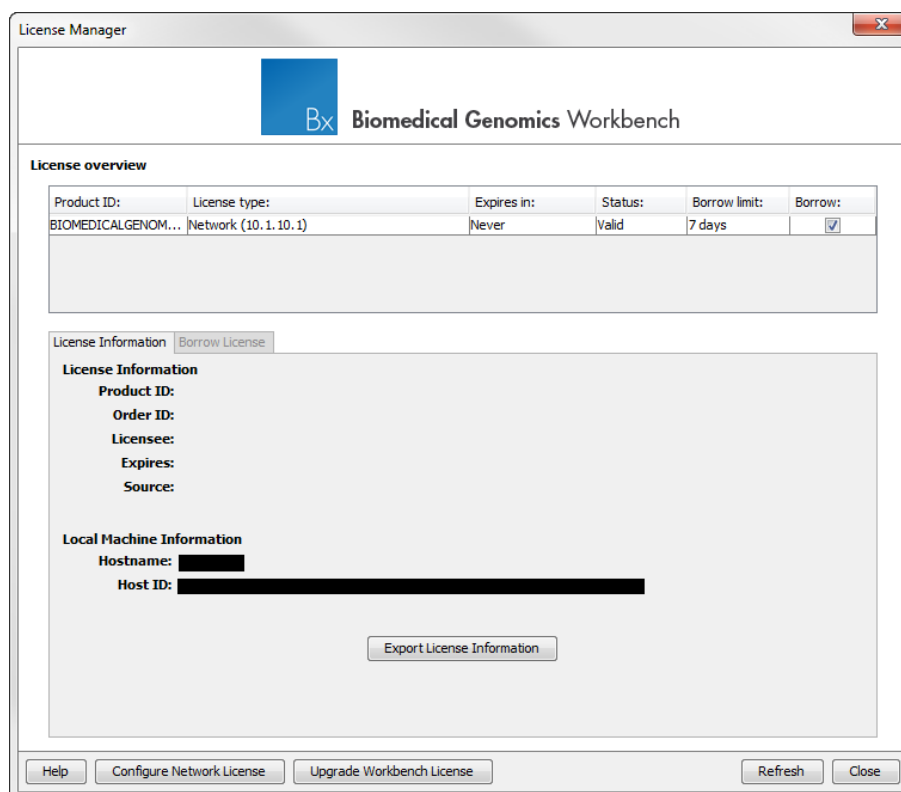 License Manager
Bx Biomedical Genomics Workbench
License overview
Product ID: License type: Expires in: Status: Borrow limit: Borrow:
BIOMEDICALGENOM... Network (10.1.10.1) Never Valid 7 days
License Information Borrow License
License Information
Product ID:
Order ID:
Licensee:
Expires:
Source:
Local Machine Information
Hostname:
Host ID:
Export License Information
Help Configure Network License Upgrade Workbench License Refresh Close